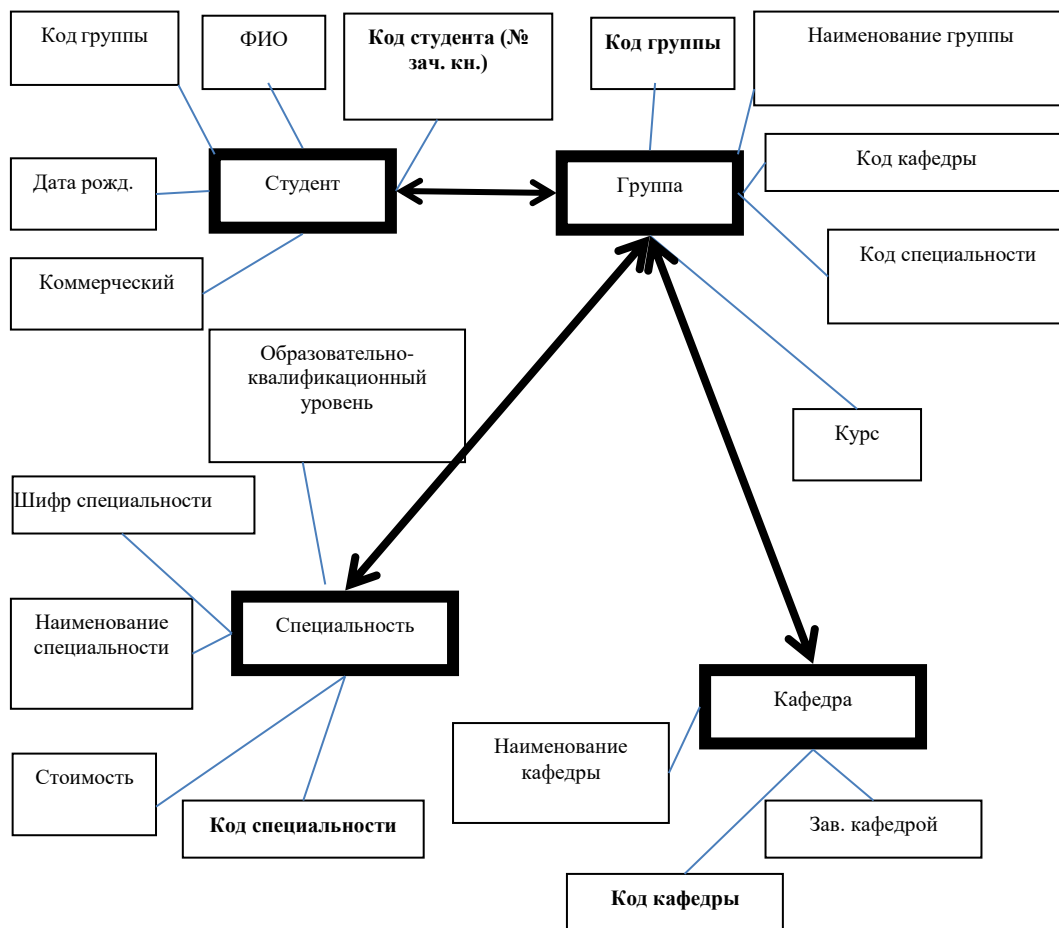 Код группы
ФИО
Код студента (№
зач. кн.)
Код группы
Наименование группы
Дата рожд.
Студент
Группа
Код кафедры
Коммерческий
Код специальности
Образовательно-
квалификационный
уровень
Курс
Шифр специальности
Наименование
специальности
Специальность
Кафедра
Наименование
кафедры
Стоимость
Код специальности
Зав. кафедрой
Код кафедры